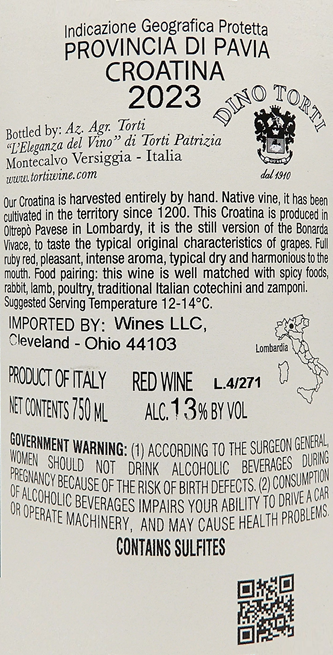 Indicazione Geografica Protetta
PROVINCIA DI PAVIA
CROATINA
2023
DINO TORTI
dal 1910
Bottled by: Az. Agr. Torti
"L'Eleganza del Vino" di Torti Patrizia
Montecalvo Versiggia - Italia
www.tortiwine.com
Our Croatina is harvested entirely by hand. Native vine, it has been
cultivated in the territory since 1200. This Croatina is produced in
Oltrepò Pavese in Lombardy, it is the still version of the Bonarda
Vivace, to taste the typical original characteristics of grapes. Full
ruby red, pleasant, intense aroma, typical dry and harmonious to the
mouth. Food pairing: this wine is well matched with spicy foods,
rabbit, lamb, poultry, traditional Italian cotechini and zamponi.
Suggested Serving Temperature 12-14°C.
IMPORTED BY: Wines LLC,
Cleveland - Ohio 44103
Lombardia
PRODUCT OF ITALY RED WINE L.4/271
NET CONTENTS 750 ML ALC.13% BY VOL
GOVERNMENT WARNING: (1) ACCORDING TO THE SURGEON GENERAL,
WOMEN SHOULD NOT DRINK ALCOHOLIC BEVERAGES DURING
PREGNANCY BECAUSE OF THE RISK OF BIRTH DEFECTS. (2) CONSUMPTION
OF ALCOHOLIC BEVERAGES IMPAIRS YOUR ABILITY TO DRIVE A CAR
OR OPERATE MACHINERY, AND MAY CAUSE HEALTH PROBLEMS.
CONTAINS SULFITES